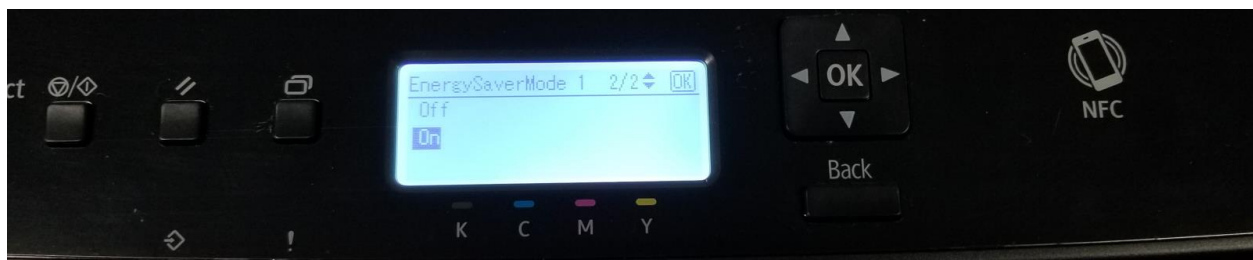 ct
EnergySaverMode 1 2/2 OK
Off
On
K C M Y
OK
Back
NFC